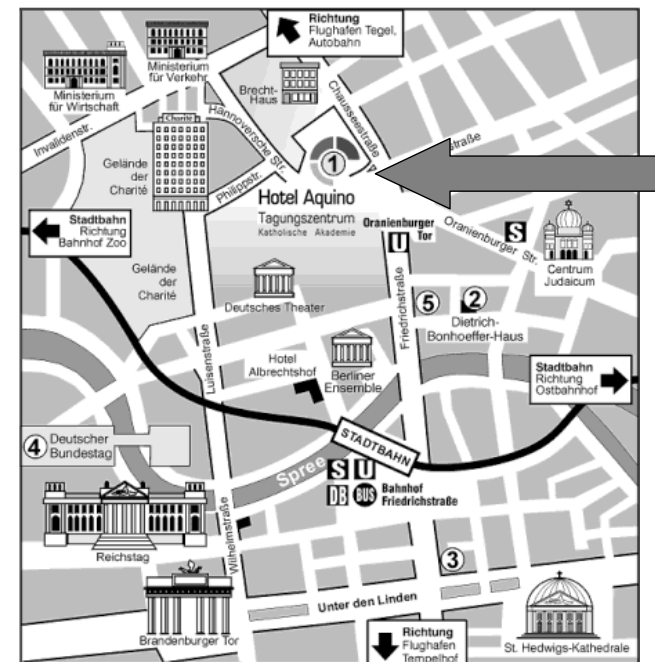 Richtung
Flughafen Tegel,
Autobahn
Ministerium
für Verkehr
Ministerium
für Wirtschaft
Brecht-
Haus
Chausseestraße
Invalidenstr.
Charité
Hannoversche Str.
straße
1
Gelände
der
Charité
Philippstr.
Hotel Aquino
Tagungszentrum
Katholische Akademie
Oranienburger
Tor
U
Oranienburger Str.
S
Centrum
Judaicum
Stadtbahn
Richtung
Bahnhof Zoo
Gelände
der
Charité
Deutsches Theater
Luisenstraße
Friedrichstraße
5
2
Dietrich-
Bonhoeffer-Haus
Hotel
Albrechtshof
Berliner
Ensemble
Stadtbahn
Richtung
Ostbahnhof
STADTBAHN
4
Deutscher
Bundestag
Spree
S U
DB BUS
Bahnhof
Friedrichstraße
Reichstag
Wilhelmstraße
3
Unter den Linden
Brandenburger Tor
Richtung
Flughafen
Tempelhof
St. Hedwigs-Kathedrale